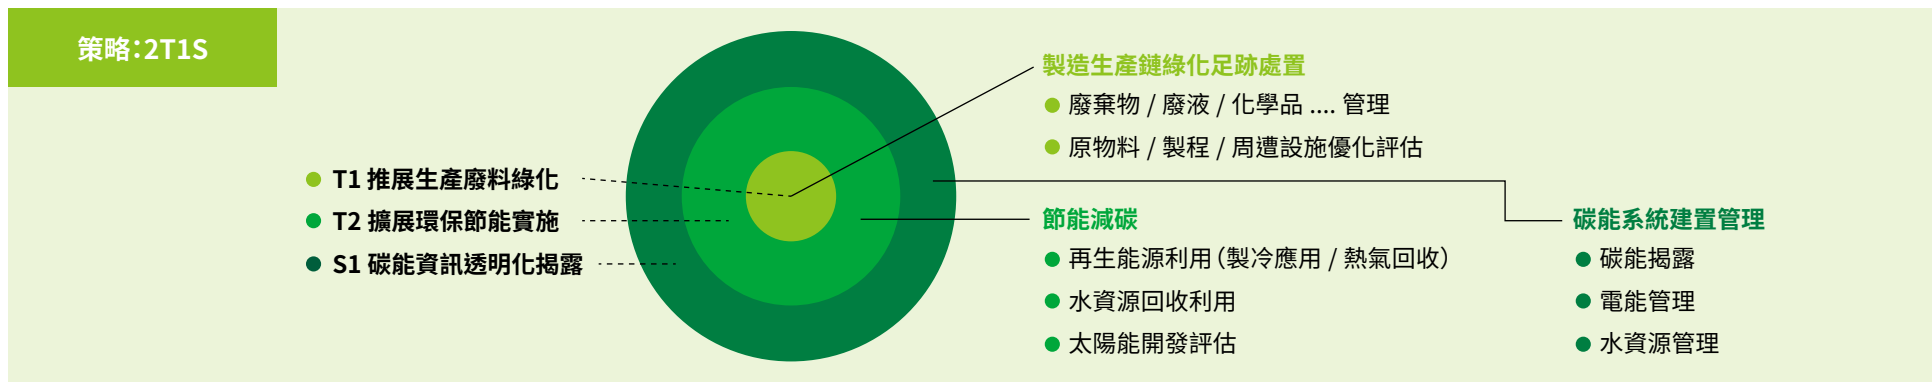 策略:2T1S
T1 推展生產廢料綠化
T2 擴展環保節能實施
S1 碳能資訊透明化揭露
製造生產鏈綠化足跡處置
廢棄物 / 廢液 / 化學品 .... 管理
原物料 / 製程 / 周遭設施優化評估
節能減碳
再生能源利用(製冷應用 / 熱氣回收)
水資源回收利用
太陽能開發評估
碳能系統建置管理
碳能揭露
電能管理
水資源管理